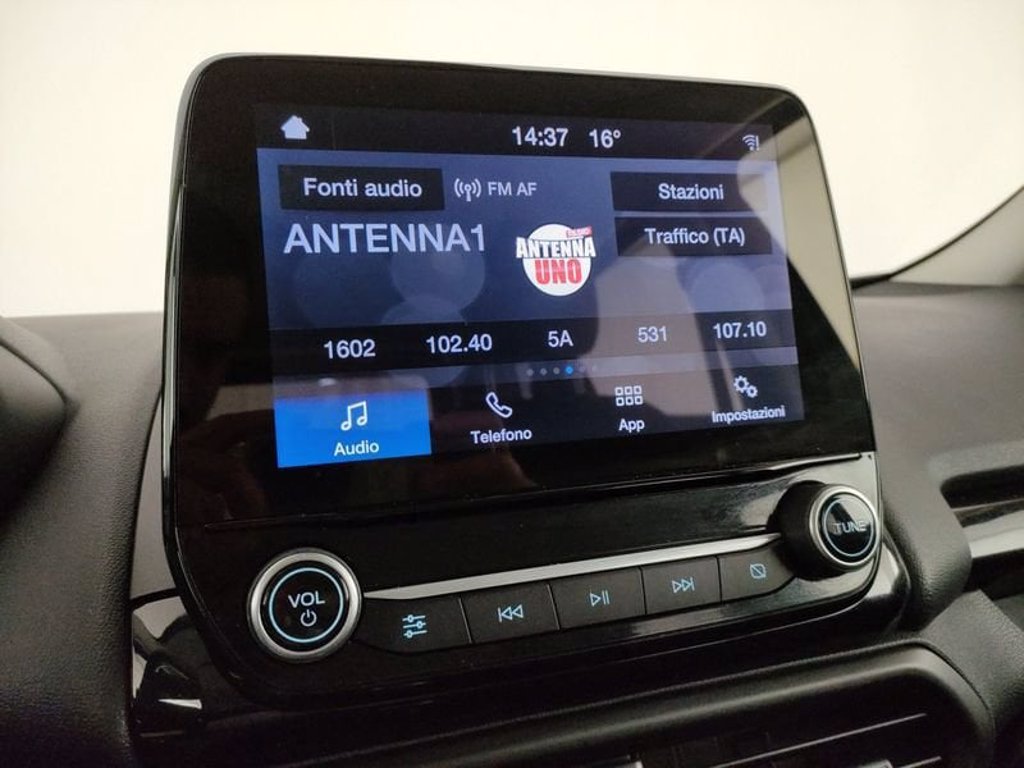 14:37 16°
Fonti audio FM AF Stazioni
ANTENNA1 Traffico (TA)
RADIO
ANTENNA
UNO
1602 102.40 5A 531 107.10
Audio Telefono App Impostazioni
VOL TUNE